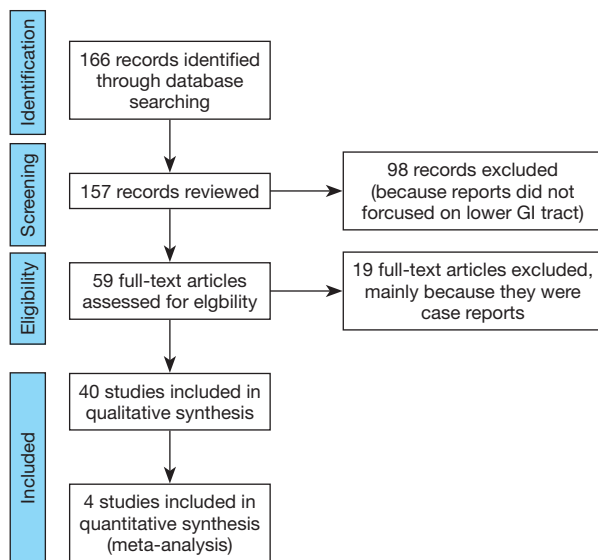 Identification
166 records identified
through database
searching
Screening
157 records reviewed
98 records excluded
(because reports did not
forcused on lower GI tract)
Eligibility
59 full-text articles
assessed for elgbility
19 full-text articles excluded,
mainly because they were
case reports
Included
40 studies included in
qualitative synthesis
4 studies included in
quantitative synthesis
(meta-analysis)